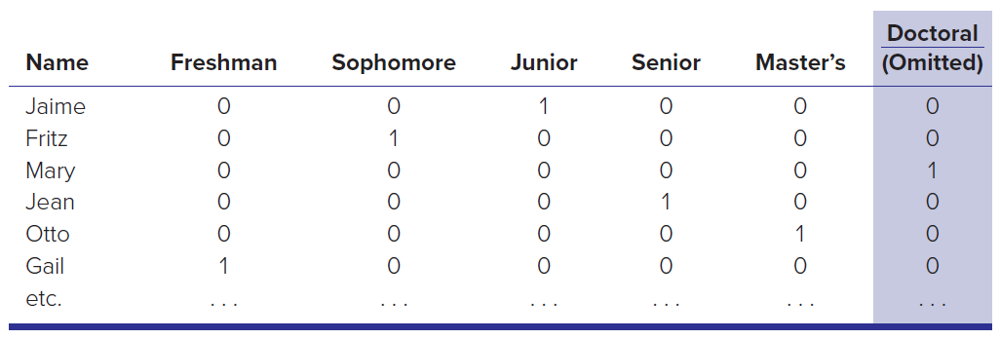 Doctoral
Name Freshman Sophomore Junior Senior Master's (Omitted)
Jaime 0 0 1 0 0 0
Fritz 0 1 0 0 0 0
Mary 0 0 0 0 0 1
Jean 0 0 0 1 0 0
Otto 0 0 0 0 1 0
Gail 1 0 0 0 0 0
etc. . . . . . . . . . . . . . . . . . .